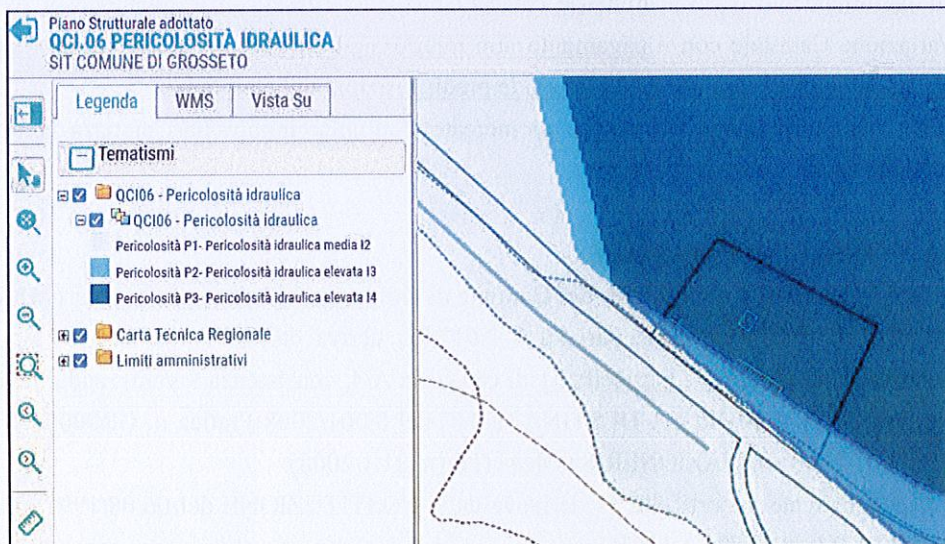 Piano Strutturale adottato
QCI.06 PERICOLOSITÀ IDRAULICA
SIT COMUNE DI GROSSETO
Legenda
WMS
Vista Su
Tematismi
QCI06 - Pericolosità idraulica
QCI06 - Pericolosità idraulica
Pericolosità P1- Pericolosità idraulica media I2
Pericolosità P2- Pericolosità idraulica elevata I3
Pericolosità P3- Pericolosità idraulica elevata I4
Carta Tecnica Regionale
Limiti amministrativi